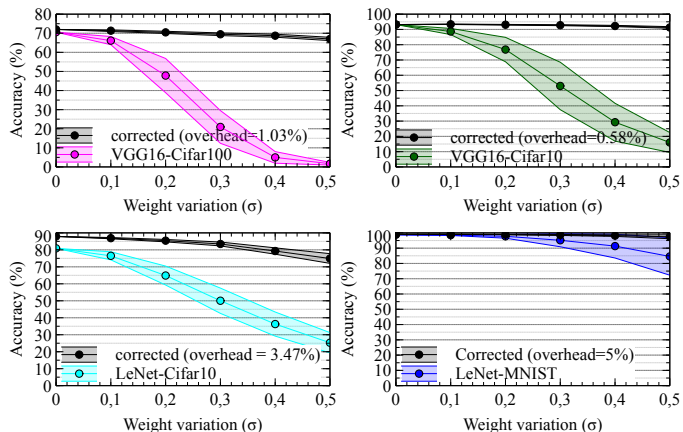 80
70
60
50
40
30
20
10
0
Accuracy (%)
corrected (overhead=1.03%)
VGG16-Cifar100
0 0,1 0,2 0,3 0,4 0,5
Weight variation (σ)
100
90
80
70
60
50
40
30
20
10
0
Accuracy (%)
corrected (overhead=0.58%)
VGG16-Cifar10
0 0,1 0,2 0,3 0,4 0,5
Weight variation (σ)
90
80
70
60
50
40
30
20
10
0
Accuracy (%)
corrected (overhead = 3.47%)
LeNet-Cifar10
0 0,1 0,2 0,3 0,4 0,5
Weight variation (σ)
100
90
80
70
60
50
40
30
20
10
0
Accuracy (%)
Corrected (overhead=5%)
LeNet-MNIST
0 0,1 0,2 0,3 0,4 0,5
Weight variation (σ)